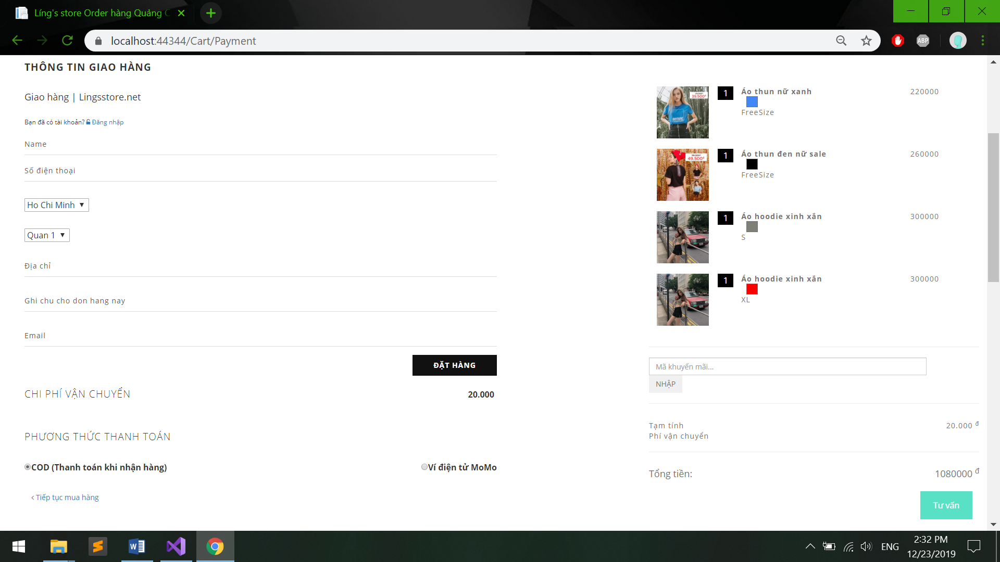 Líng's store Order hàng Quảng C
localhost:44344/Cart/Payment
ABP
THÔNG TIN GIAO HÀNG
Giao hàng | Lingsstore.net
Bạn đã có tài khoản? Đăng nhập
Name
Số điện thoại
Ho Chi Minh
Quan 1
Địa chỉ
Ghi chu cho don hang nay
Email
ĐẶT HÀNG
CHI PHÍ VẬN CHUYỂN 20.000
PHƯƠNG THỨC THANH TOÁN
COD (Thanh toán khi nhận hàng) Ví điện tử MoMo
< Tiếp tục mua hàng
39.500đ
1 Áo thun nữ xanh 220000
FreeSize
49.500đ
1 Áo thun đen nữ sale 260000
FreeSize
1 Áo hoodie xinh xắn 300000
S
1 Áo hoodie xinh xắn 300000
XL
Mã khuyến mãi...
NHẬP
Tạm tính 20.000 đ
Phí vận chuyển
Tổng tiền: 1080000 đ
Tư vấn
ENG
2:32 PM
12/23/2019